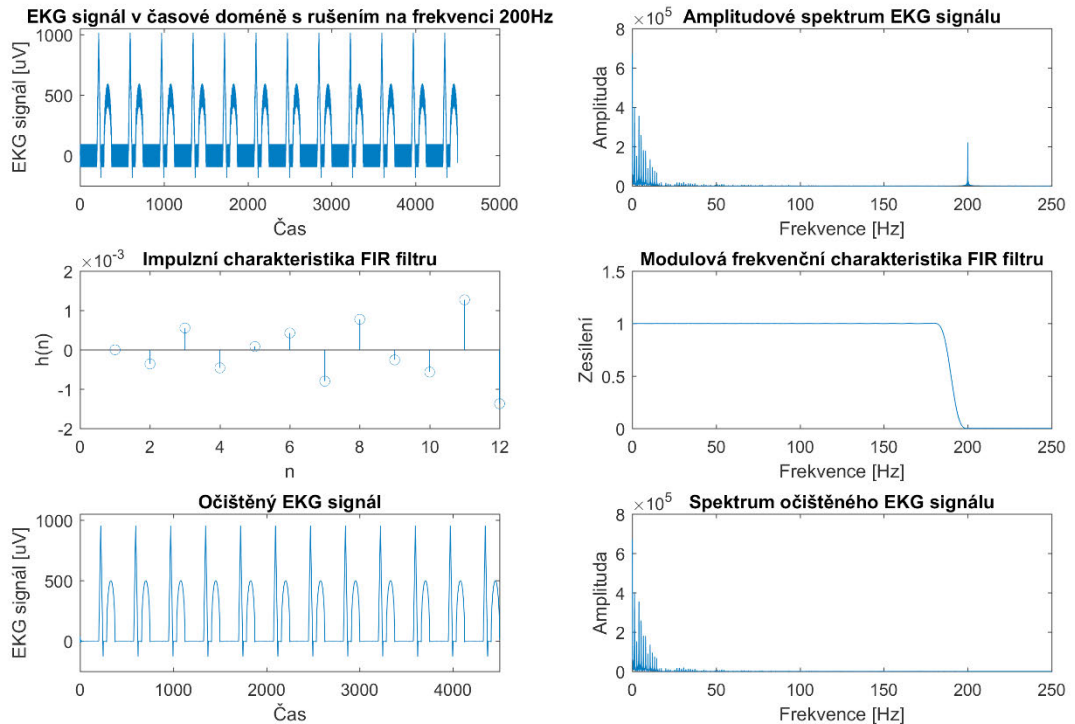 EKG signál v časové doméně s rušením na frekvenci 200Hz
EKG signál [uV]
1000
500
0
0 1000 2000 3000 4000 5000
Čas
Amplitudové spektrum EKG signálu
×10^5
Amplituda
8
6
4
2
0
0 50 100 150 200 250
Frekvence [Hz]
Impulzní charakteristika FIR filtru
×10^-3
h(n)
2
1
0
-1
-2
0 2 4 6 8 10 12
n
Modulová frekvenční charakteristika FIR filtru
Zesílení
1.5
1
0.5
0
0 50 100 150 200 250
Frekvence [Hz]
Očištěný EKG signál
EKG signál [uV]
1000
500
0
0 1000 2000 3000 4000
Čas
Spektrum očištěného EKG signálu
×10^5
Amplituda
8
6
4
2
0
0 50 100 150 200 250
Frekvence [Hz]